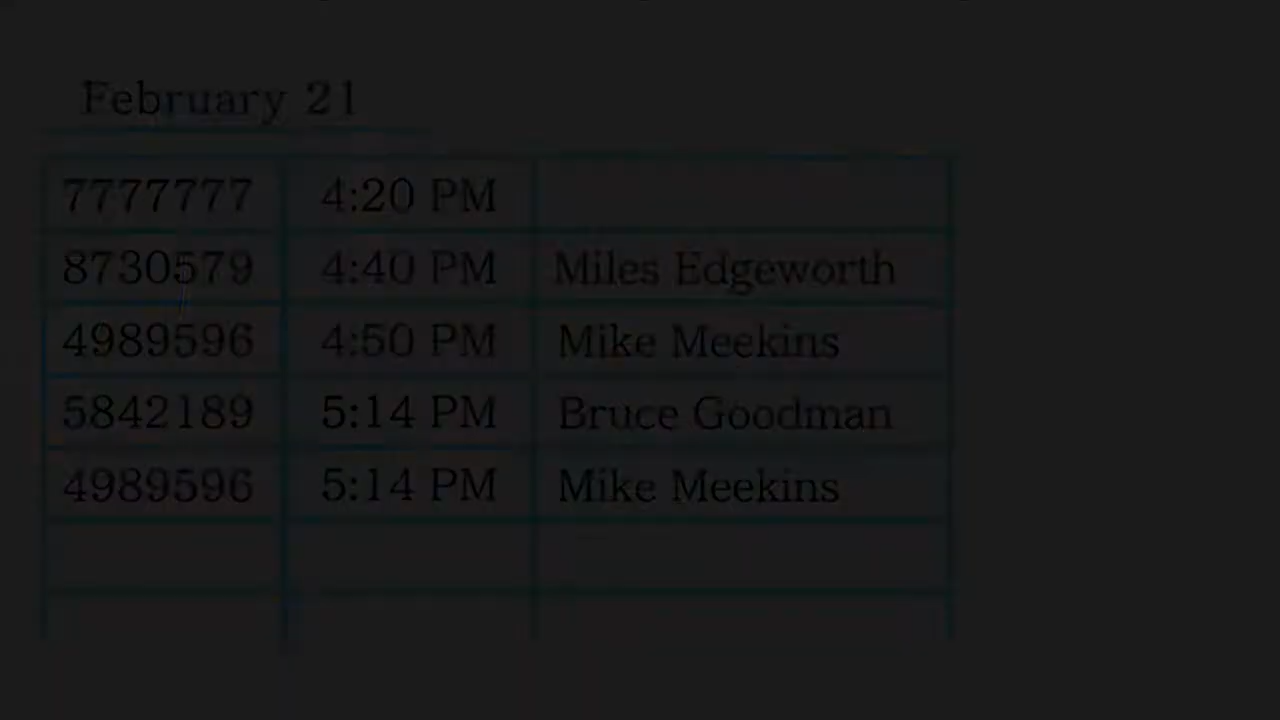 February 21
7777777 4:20 PM
8730579 4:40 PM Miles Edgeworth
4989596 4:50 PM Mike Meekins
5842189 5:14 PM Bruce Goodman
4989596 5:14 PM Mike Meekins